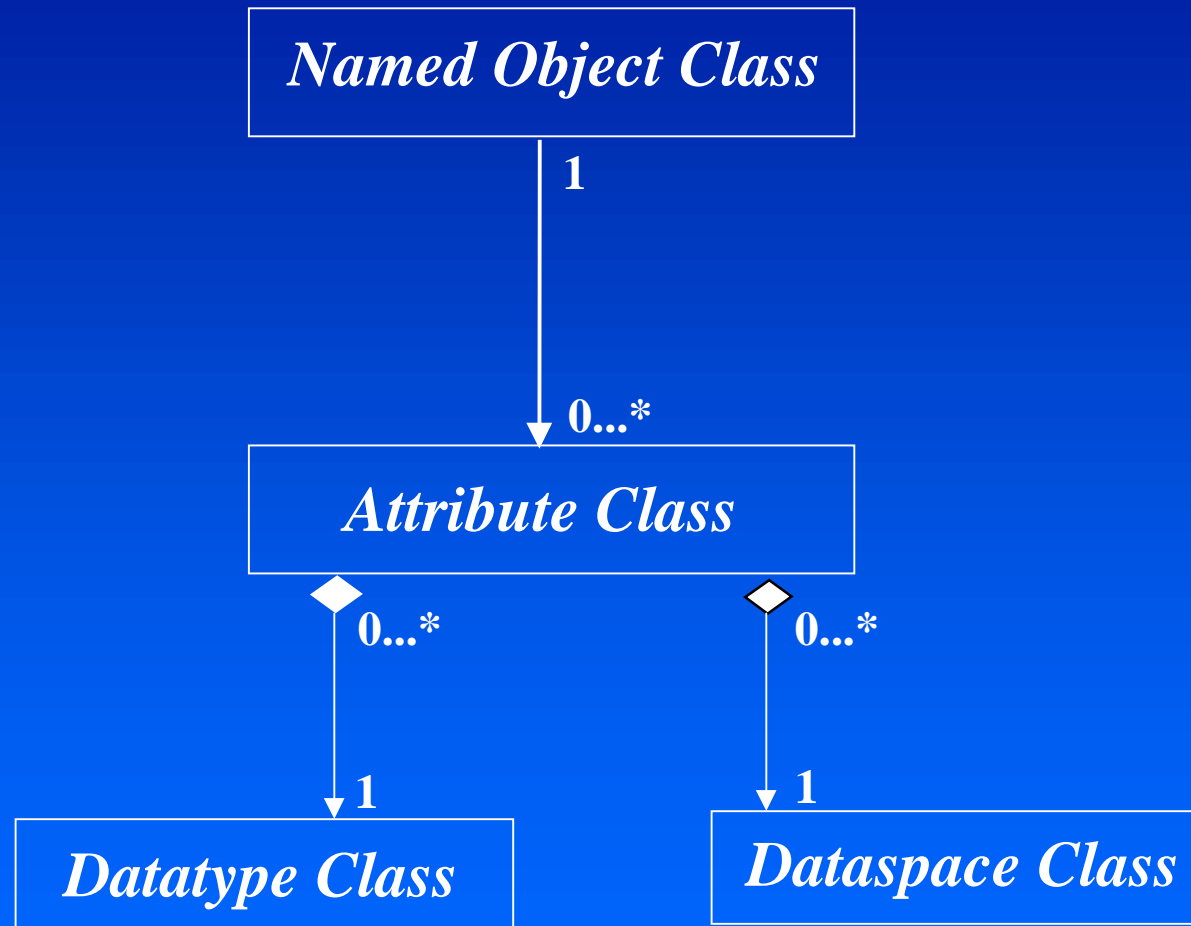 Named Object Class
1
0...*
Attribute Class
0...*
0...*
1
1
Datatype Class
Dataspace Class